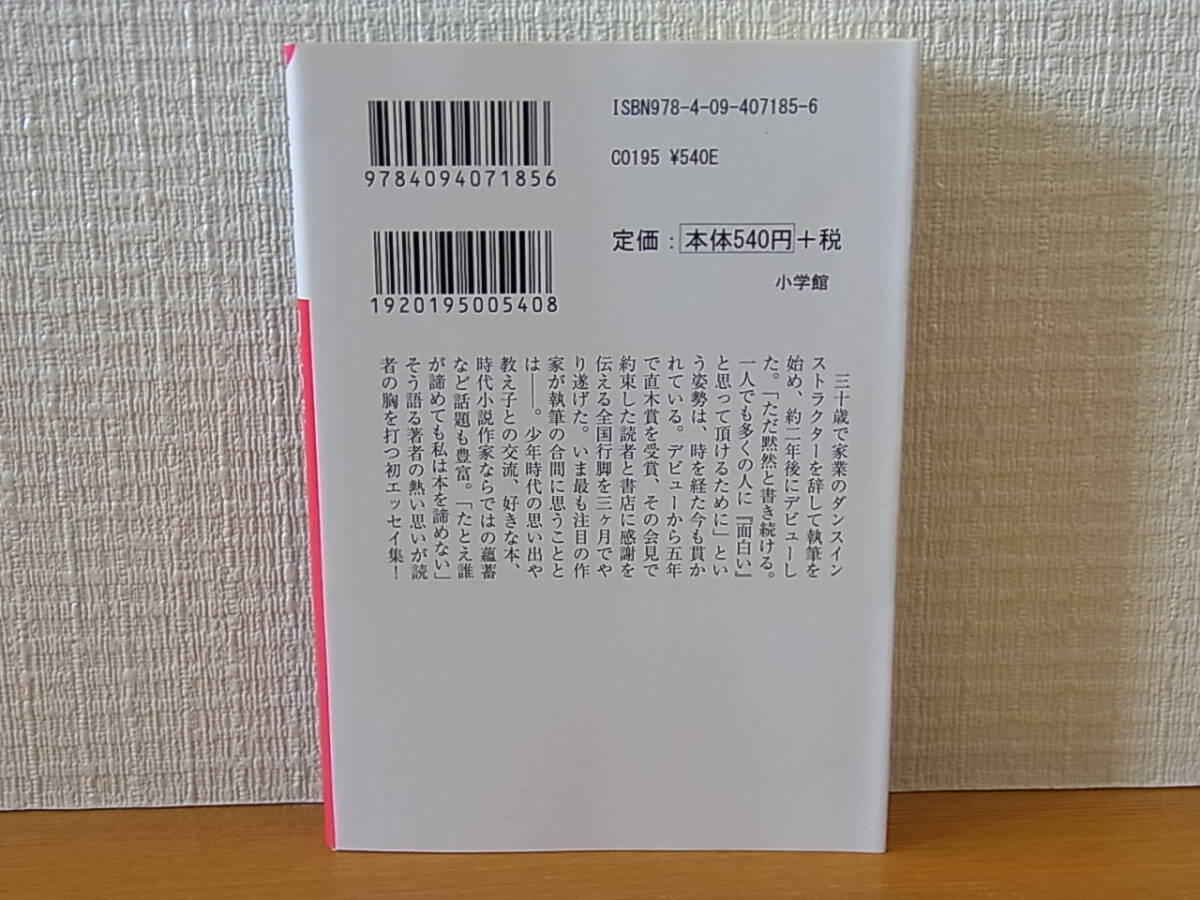 ISBN978-4-09-407185-6
C0195 ¥540E
9784094071856
定価：本体540円＋税
1920195005408
小学館
三十歳で家業のダンスイン
ストラクターを辞して執筆を
始め、約二年後にデビューし
た。「ただ黙然と書き続ける。
一人でも多くの人に『面白い』
と思って頂けるために」とい
う姿勢は、時を経た今も貫か
れている。デビューから五年
で直木賞を受賞、その会見で
約束した読者と書店に感謝を
伝える全国行脚を三ヶ月でや
り遂げた。いま最も注目の作
家が執筆の合間に思うことと
は――。少年時代の思い出や
教え子との交流、好きな本、
時代小説作家ならではの蘊蓄
など話題も豊富。「たとえ誰
が諦めても私は本を諦めない」
そう語る著者の熱い思いが読
者の胸を打つ初エッセイ集！